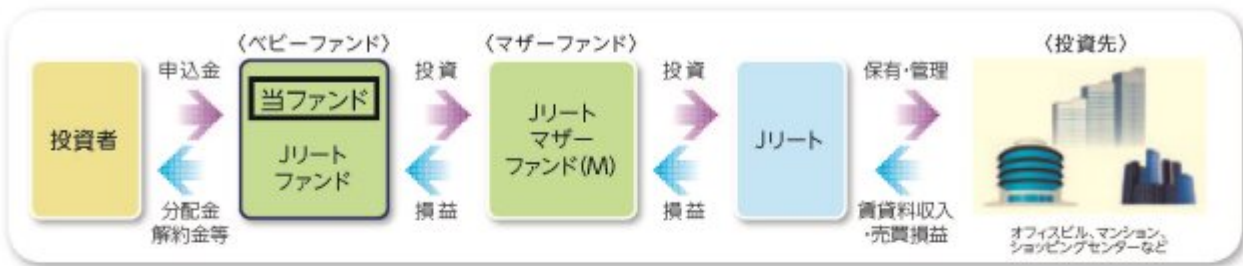 〈ベビーファンド〉
〈マザーファンド〉
〈投資先〉
投資者
申込金
分配金
解約金等
当ファンド
Jリート
ファンド
投資
損益
Jリート
マザー
ファンド(M)
投資
損益
Jリート
保有・管理
賃貸料収入
・売買損益
オフィスビル、マンション、
ショッピングセンターなど